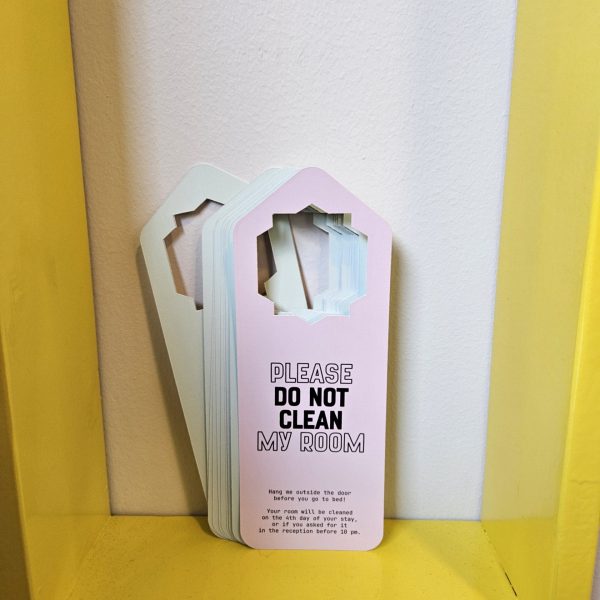 PLEASE
DO NOT
CLEAN
MY ROOM
Hang me outside the door
before you go to bed!
Your room will be cleaned
on the 4th day of your stay,
or if you asked for it
in the reception before 10 pm.